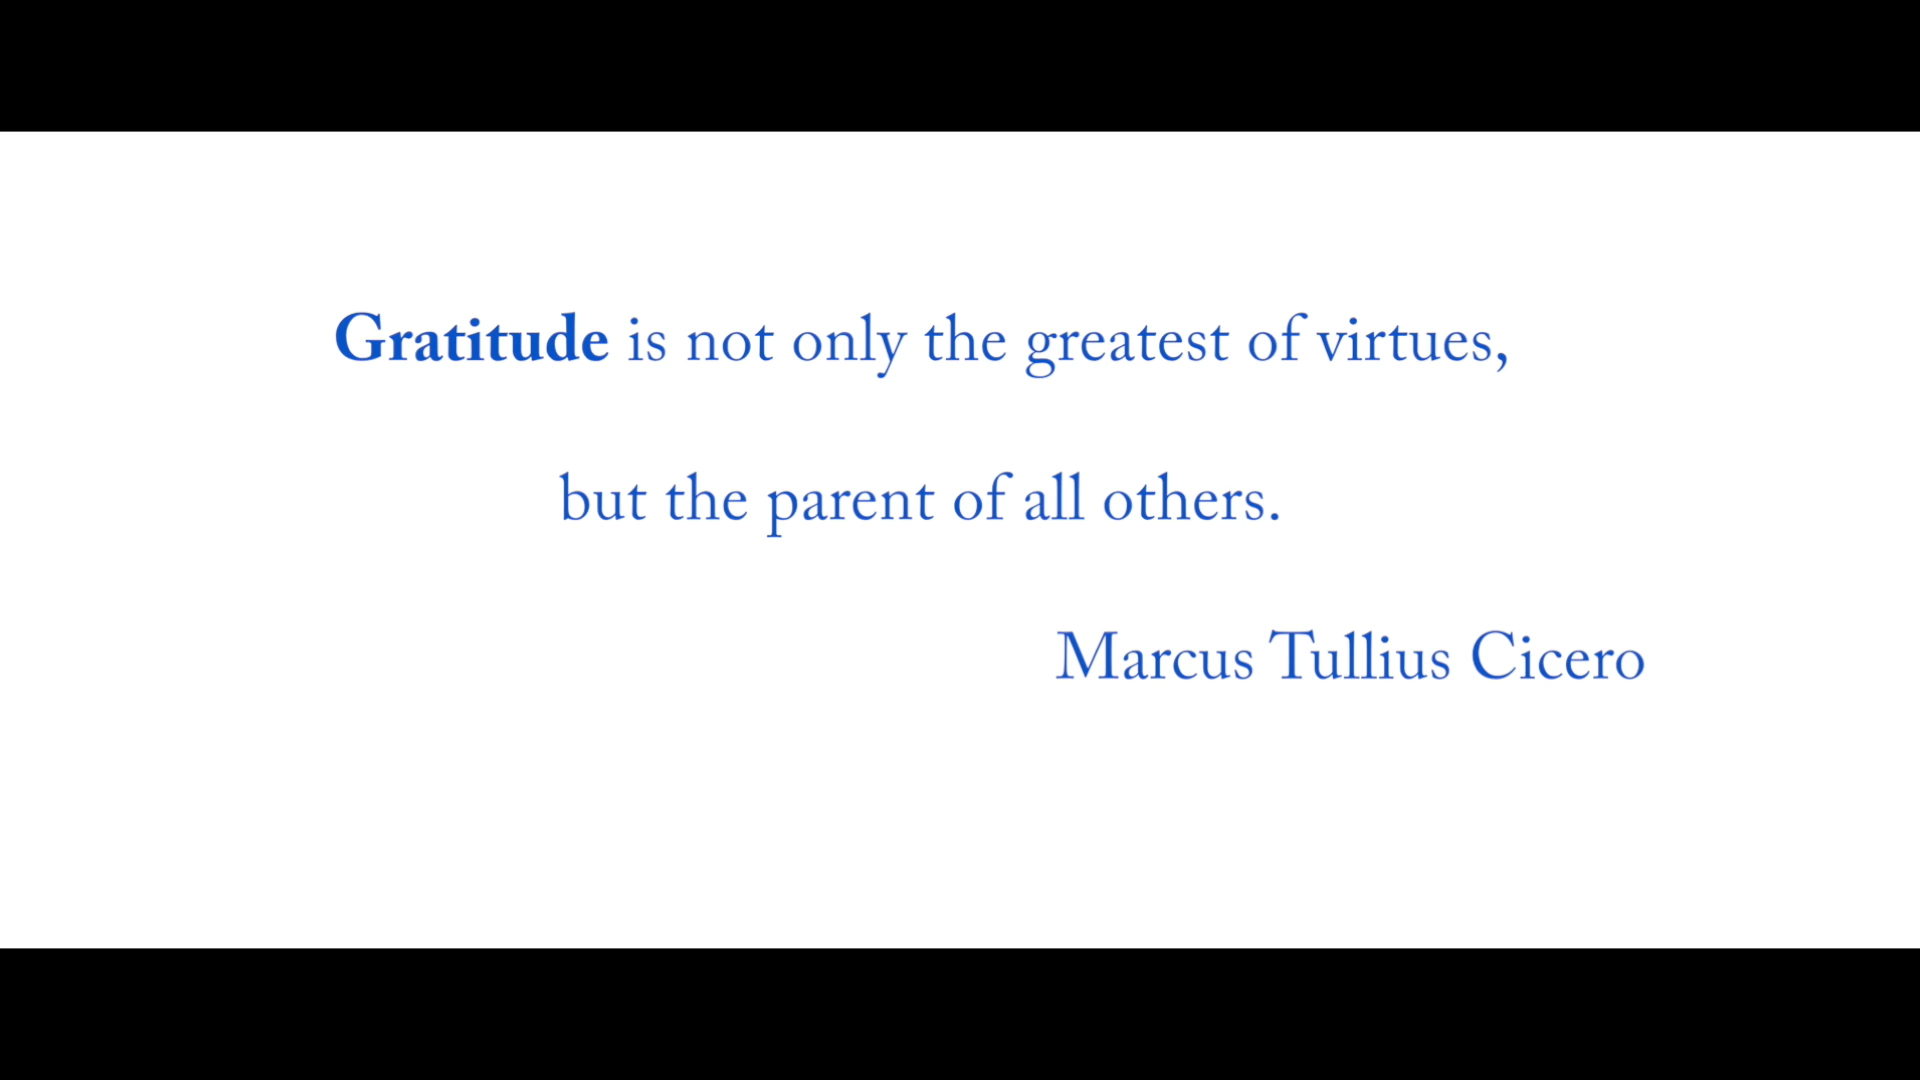 Gratitude is not only the greatest of virtues,
but the parent of all others.
Marcus Tullius Cicero